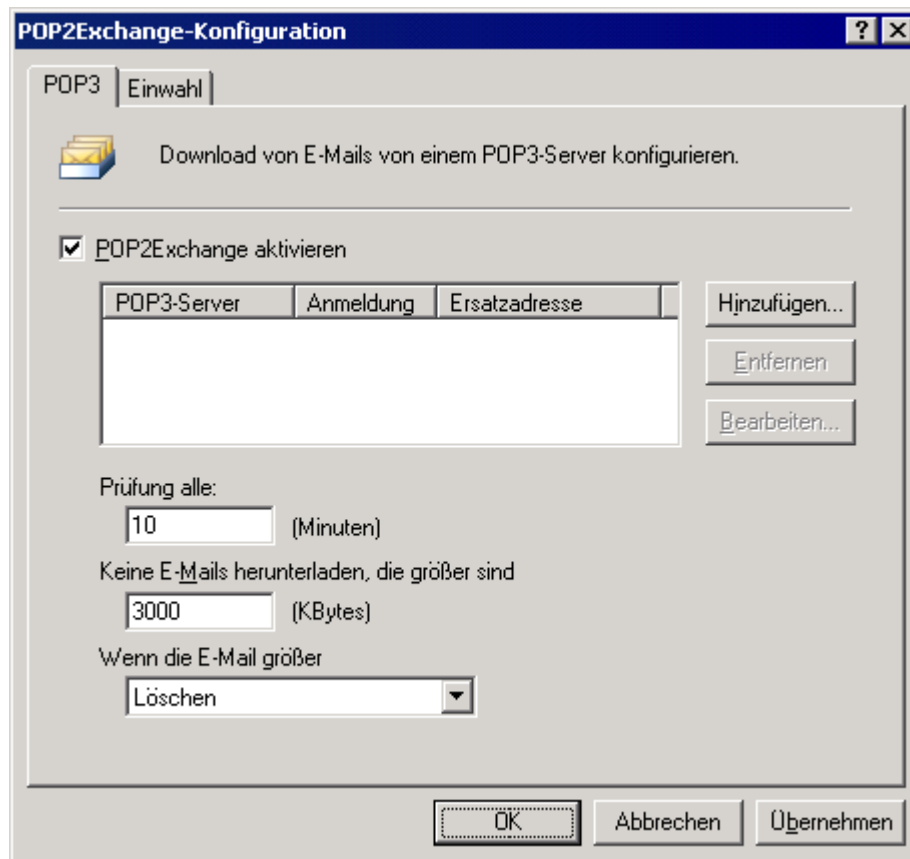 POP2Exchange-Konfiguration
POP3 Einwahl
Download von E-Mails von einem POP3-Server konfigurieren.
POP2Exchange aktivieren
POP3-Server Anmeldung Ersatzadresse
Hinzufügen...
Entfernen
Bearbeiten...
Prüfung alle:
10 (Minuten)
Keine E-Mails herunterladen, die größer sind
3000 (KBytes)
Wenn die E-Mail größer
Löschen
OK Abbrechen Übernehmen